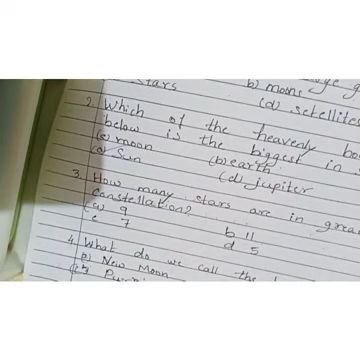 stars b) moons
(d) setellites
2. Which of the heavenly bo
below is the biggest in s
(a) moon (b) earth
(c) Sun (d) jupiter
3. How many stars are in grea
Constellation?
(a) 9 b 11
c 7 d 5
4. What do we call the
a) New Moon